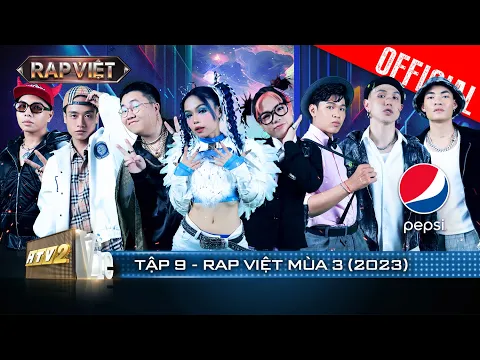 RAP VIỆT
OFFICIAL
pepsi
HTV2
TẬP 9 - RAP VIỆT MÙA 3 (2023)